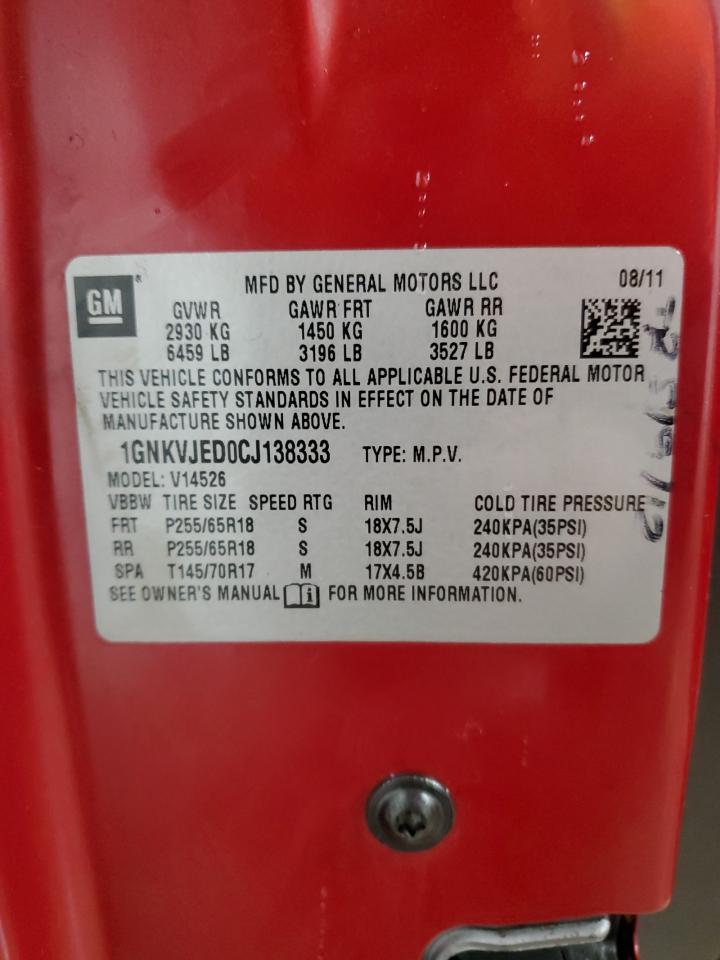 GM
MFD BY GENERAL MOTORS LLC 08/11
GVWR GAWR FRT GAWR RR
2930 KG 1450 KG 1600 KG
6459 LB 3196 LB 3527 LB
THIS VEHICLE CONFORMS TO ALL APPLICABLE U.S. FEDERAL MOTOR
VEHICLE SAFETY STANDARDS IN EFFECT ON THE DATE OF
MANUFACTURE SHOWN ABOVE.
1GNKVJED0CJ138333 TYPE: M.P.V.
MODEL: V14526
VBBW TIRE SIZE SPEED RTG RIM COLD TIRE PRESSURE
FRT P255/65R18 S 18X7.5J 240KPA(35PSI)
RR P255/65R18 S 18X7.5J 240KPA(35PSI)
SPA T145/70R17 M 17X4.5B 420KPA(60PSI)
SEE OWNER'S MANUAL FOR MORE INFORMATION.